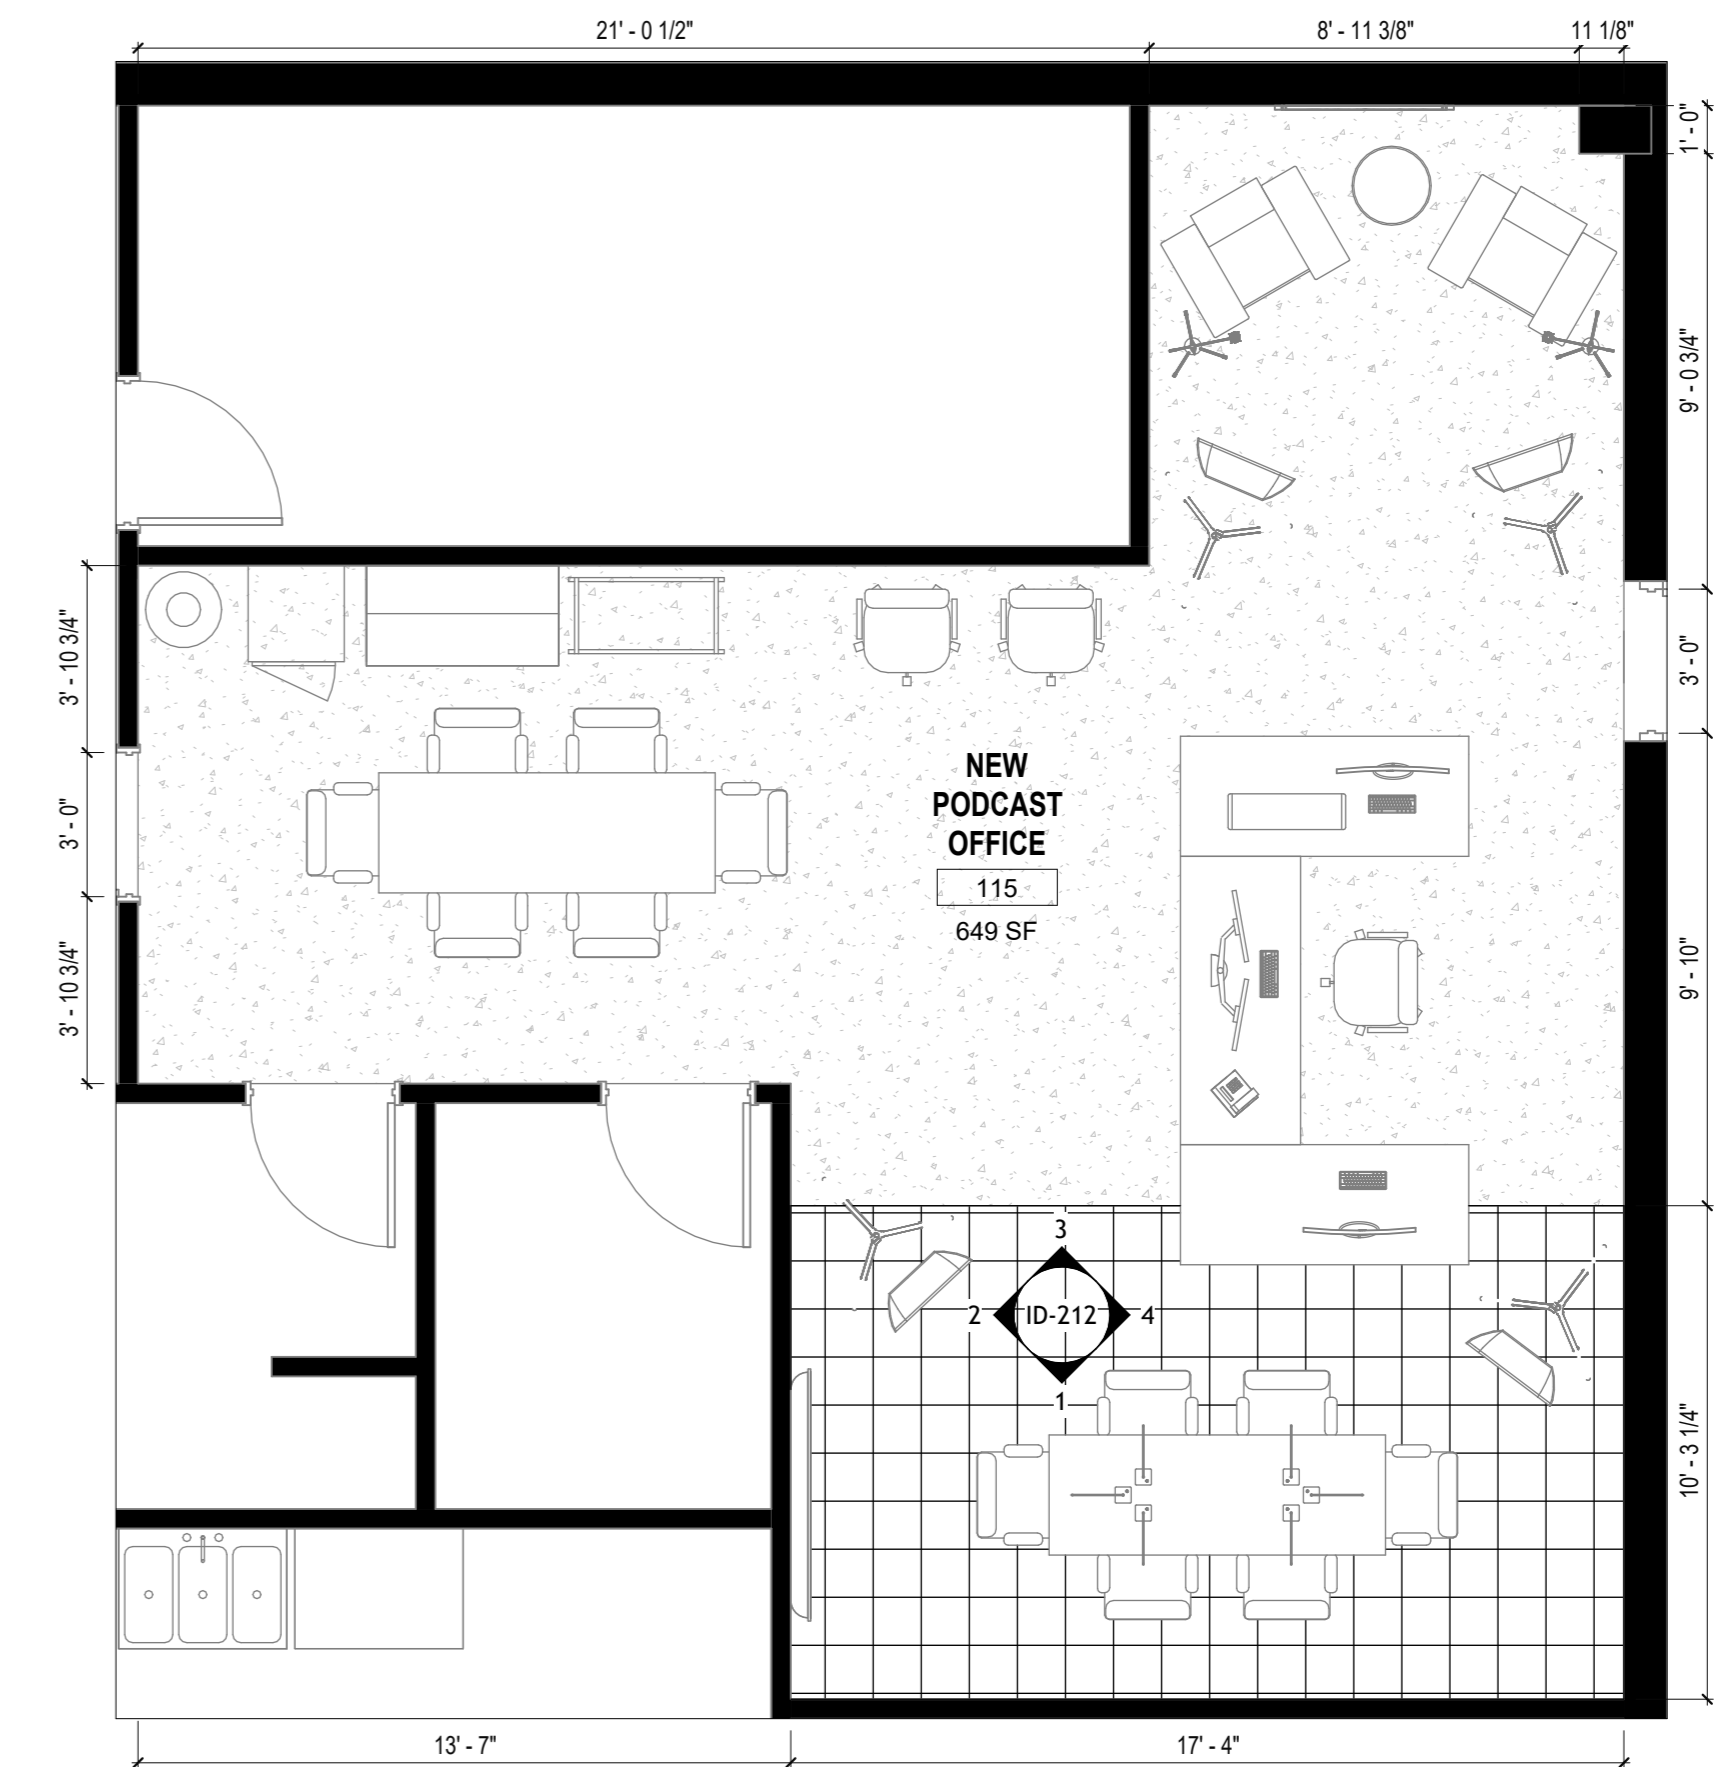 21' - 0 1/2"
8' - 11 3/8"
11 1/8"
1' - 0"
9' - 0 3/4"
3' - 10 3/4"
3' - 0"
3' - 0"
NEW
PODCAST
OFFICE
115
649 SF
3' - 10 3/4"
9' - 10"
3
2
ID-212
4
1
10' - 3 1/4"
13' - 7"
17' - 4"